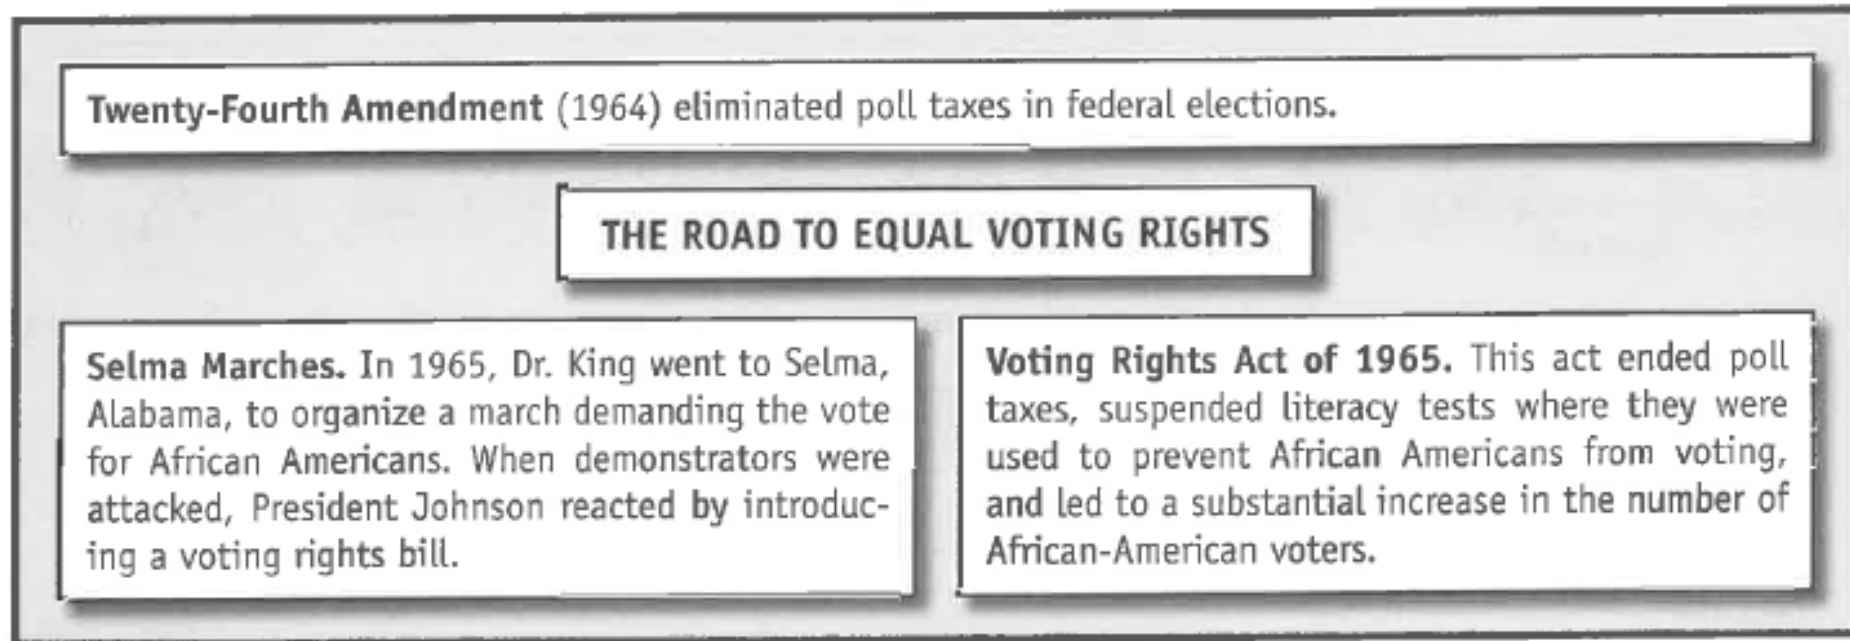 Twenty-Fourth Amendment (1964) eliminated poll taxes in federal elections.
THE ROAD TO EQUAL VOTING RIGHTS
Selma Marches. In 1965, Dr. King went to Selma,
Alabama, to organize a march demanding the vote
for African Americans. When demonstrators were
attacked, President Johnson reacted by introduc-
ing a voting rights bill.
Voting Rights Act of 1965. This act ended poll
taxes, suspended literacy tests where they were
used to prevent African Americans from voting,
and led to a substantial increase in the number of
African-American voters.